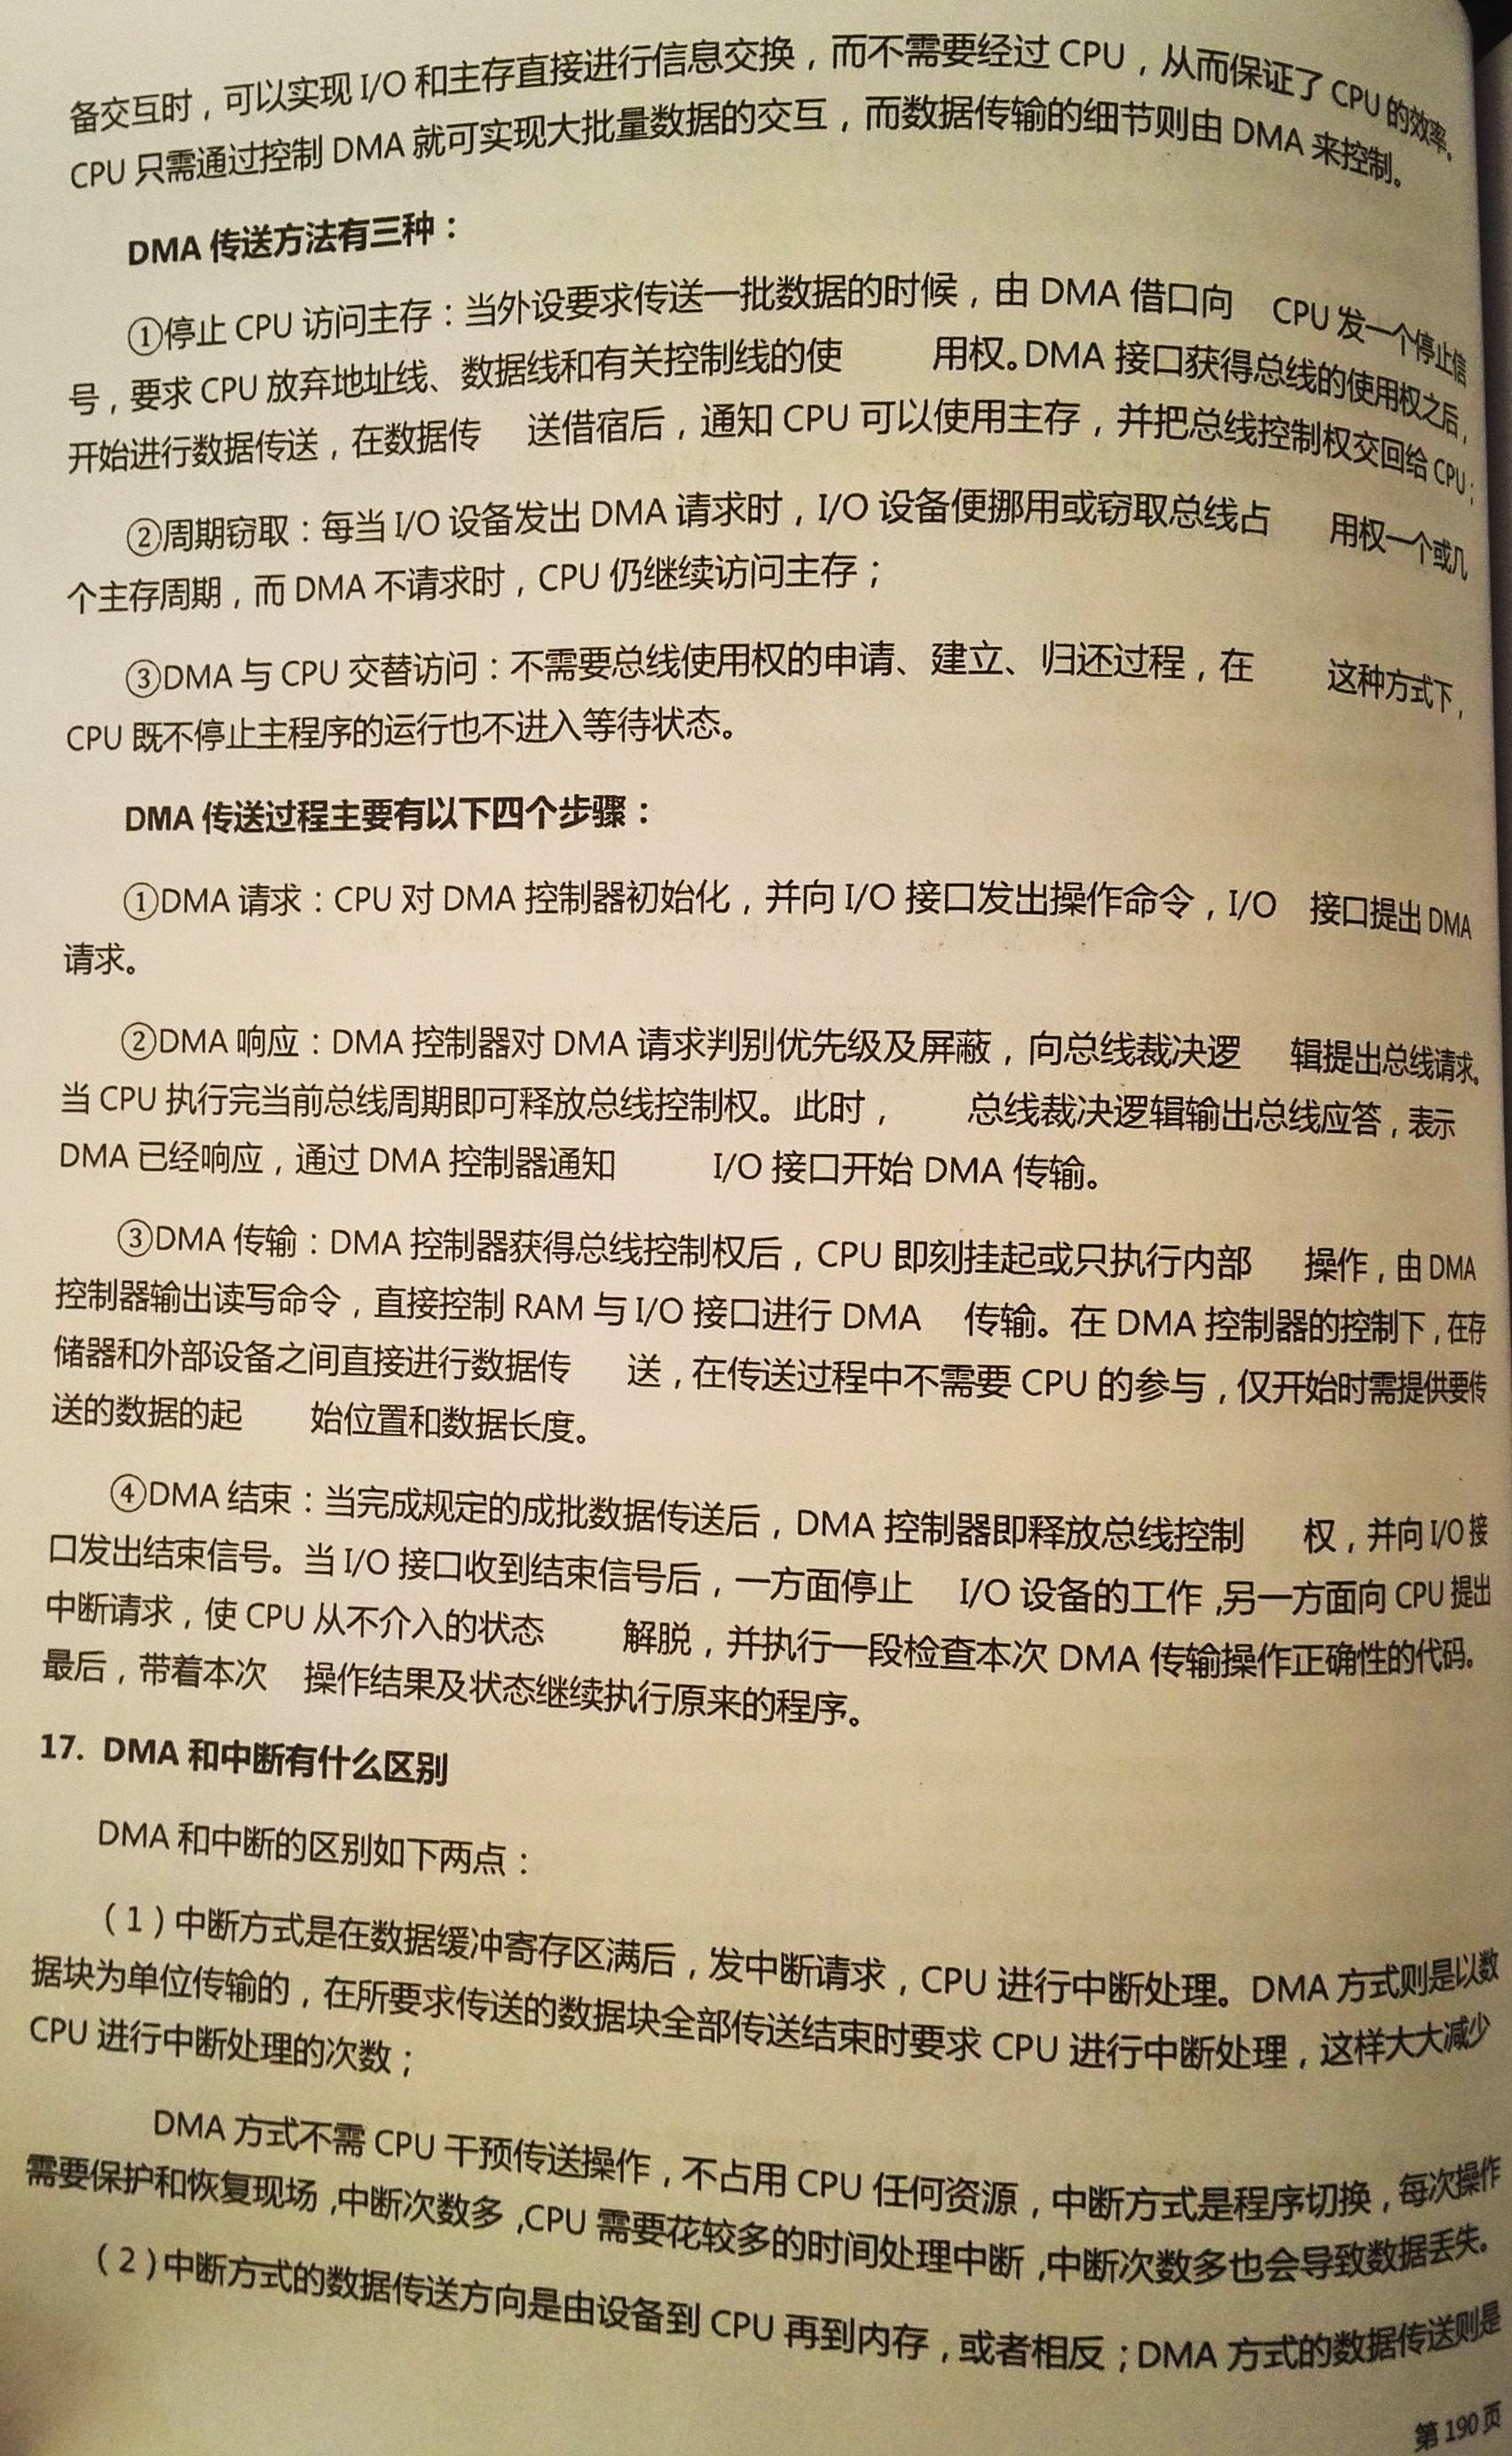 备交互时，可以实现 I/O 和主存直接进行信息交换，而不需要经过 CPU，从而保证了 CPU 的效率。
CPU 只需通过控制 DMA 就可实现大批量数据的交互，而数据传输的细节则由 DMA 来控制。
DMA 传送方法有三种：
①停止 CPU 访问主存：当外设要求传送一批数据的时候，由 DMA 借口向 CPU 发一个停止信
号，要求 CPU 放弃地址线、数据线和有关控制线的使 用权。DMA 接口获得总线的使用权之后，
开始进行数据传送，在数据传 送借宿后，通知 CPU 可以使用主存，并把总线控制权交回给 CPU；
②周期窃取：每当 I/O 设备发出 DMA 请求时，I/O 设备便挪用或窃取总线占 用权一个或几
个主存周期，而 DMA 不请求时，CPU 仍继续访问主存；
③DMA 与 CPU 交替访问：不需要总线使用权的申请、建立、归还过程，在 这种方式下，
CPU 既不停止主程序的运行也不进入等待状态。
DMA 传送过程主要有以下四个步骤：
①DMA 请求：CPU 对 DMA 控制器初始化，并向 I/O 接口发出操作命令，I/O 接口提出 DMA
请求。
②DMA 响应：DMA 控制器对 DMA 请求判别优先级及屏蔽，向总线裁决逻 辑提出总线请求。
当 CPU 执行完当前总线周期即可释放总线控制权。此时， 总线裁决逻辑输出总线应答，表示
DMA 已经响应，通过 DMA 控制器通知 I/O 接口开始 DMA 传输。
③DMA 传输：DMA 控制器获得总线控制权后，CPU 即刻挂起或只执行内部 操作，由 DMA
控制器输出读写命令，直接控制 RAM 与 I/O 接口进行 DMA 传输。在 DMA 控制器的控制下，在存
储器和外部设备之间直接进行数据传 送，在传送过程中不需要 CPU 的参与，仅开始时需提供要传
送的数据的起 始位置和数据长度。
④DMA 结束：当完成规定的成批数据传送后，DMA 控制器即释放总线控制 权，并向 I/O 接
口发出结束信号。当 I/O 接口收到结束信号后，一方面停止 I/O 设备的工作，另一方面向 CPU 提出
中断请求，使 CPU 从不介入的状态 解脱，并执行一段检查本次 DMA 传输操作正确性的代码。
最后，带着本次 操作结果及状态继续执行原来的程序。
17. DMA 和中断有什么区别
DMA 和中断的区别如下两点：
（1）中断方式是在数据缓冲寄存区满后，发中断请求，CPU 进行中断处理。DMA 方式则是以数
据块为单位传输的，在所要求传送的数据块全部传送结束时要求 CPU 进行中断处理，这样大大减少
CPU 进行中断处理的次数；
DMA 方式不需 CPU 干预传送操作，不占用 CPU 任何资源，中断方式是程序切换，每次操作
需要保护和恢复现场，中断次数多，CPU 需要花较多的时间处理中断，中断次数多也会导致数据丢失。
（2）中断方式的数据传送方向是由设备到 CPU 再到内存，或者相反；DMA 方式的数据传送则是
第 190 页